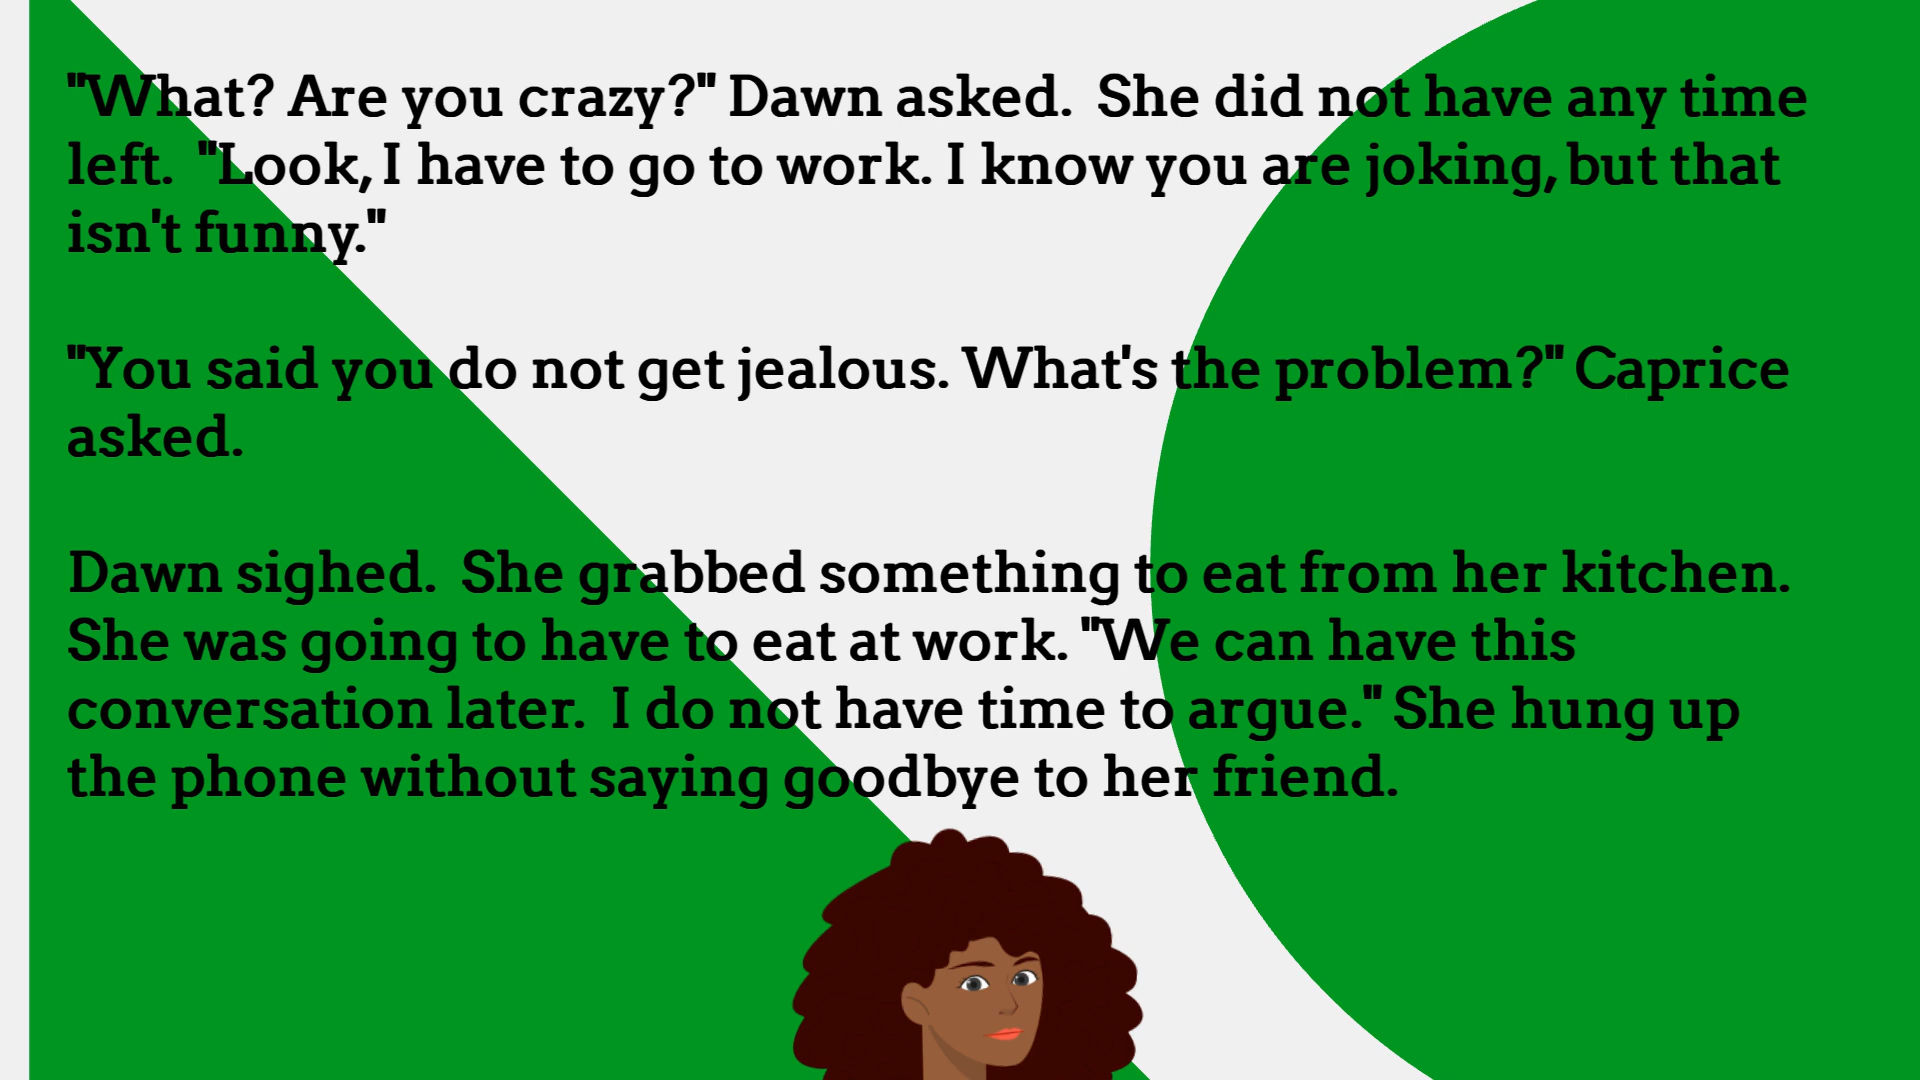 "What? Are you crazy?" Dawn asked.  She did not have any time
left.  "Look, I have to go to work. I know you are joking, but that
isn't funny."
"You said you do not get jealous. What's the problem?" Caprice
asked.
Dawn sighed.  She grabbed something to eat from her kitchen.
She was going to have to eat at work. "We can have this
conversation later.  I do not have time to argue." She hung up
the phone without saying goodbye to her friend.